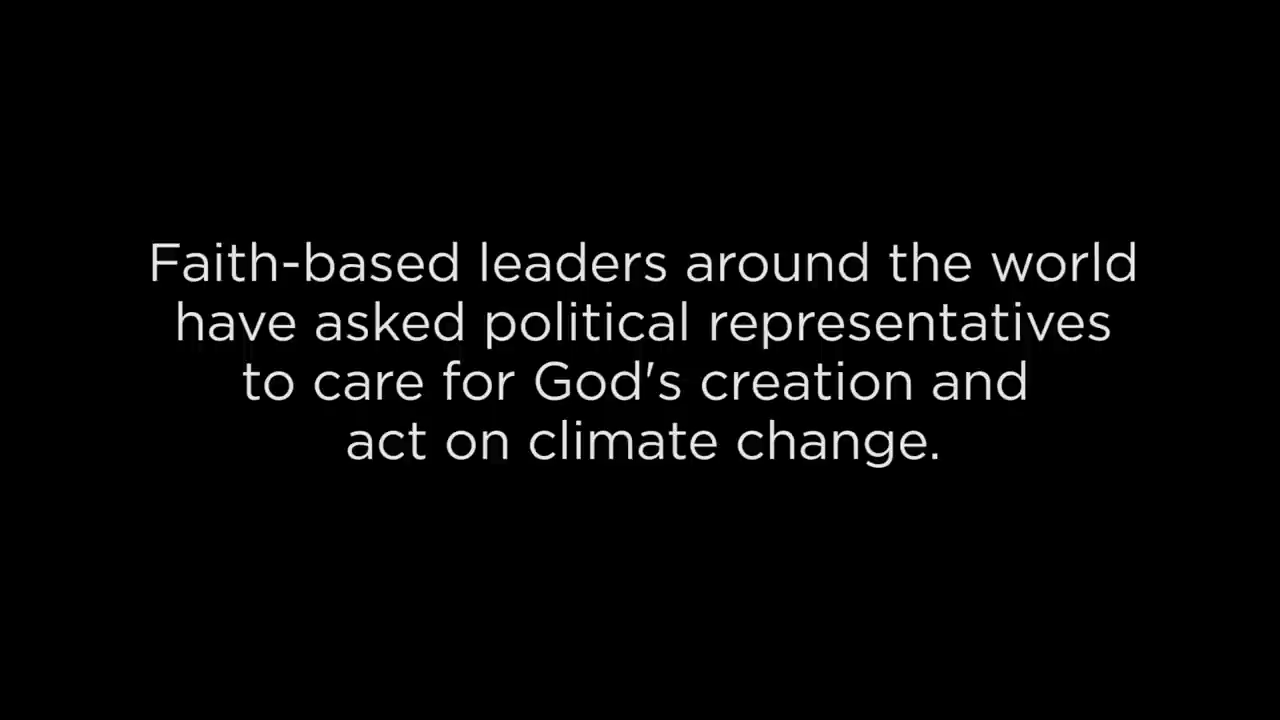 Faith-based leaders around the world
have asked political representatives
to care for God's creation and
act on climate change.